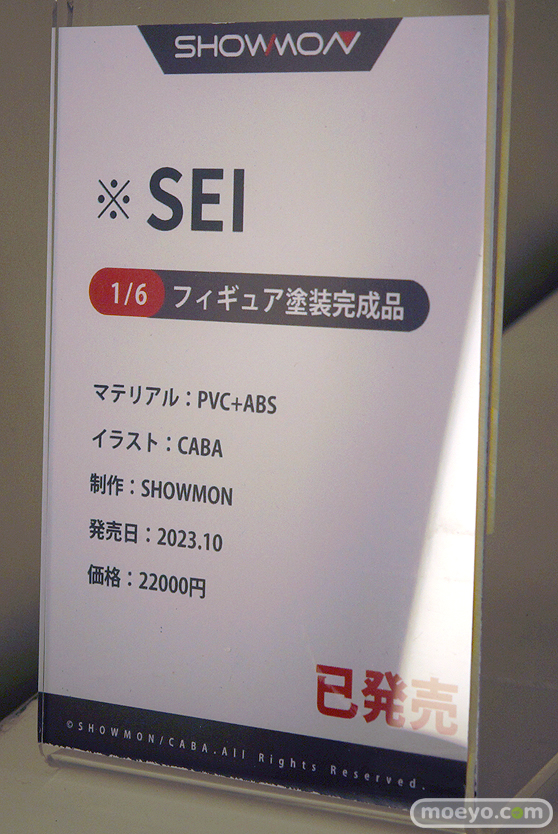 SHOWMON
※ SEI
1/6 フィギュア塗装完成品
マテリアル：PVC+ABS
イラスト：CABA
制作：SHOWMON
発売日：2023.10
価格：22000円
已発売
©SHOWMON/CABA.All Rights Reserved.
moeyo.com